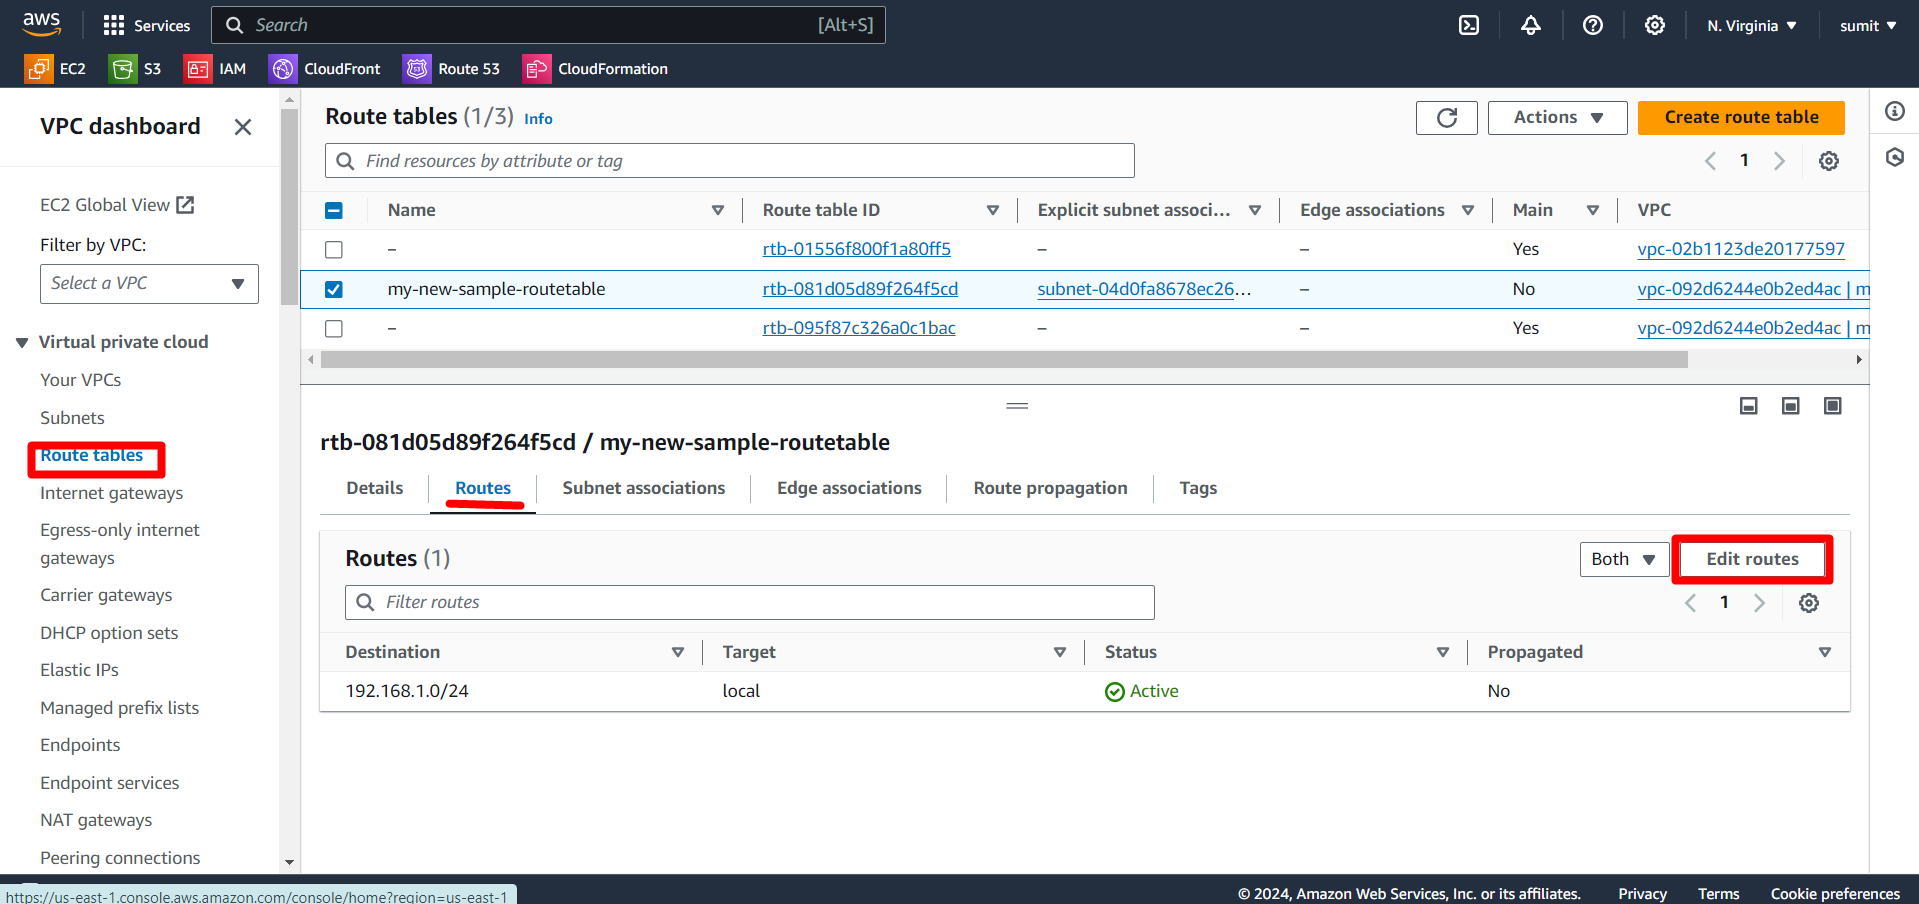 aws Services Search [Alt+S] N. Virginia ▼ sumit ▼
EC2 S3 IAM CloudFront Route 53 CloudFormation
VPC dashboard
EC2 Global View
Filter by VPC:
Select a VPC
Virtual private cloud
Your VPCs
Subnets
Route tables
Internet gateways
Egress-only internet
gateways
Carrier gateways
DHCP option sets
Elastic IPs
Managed prefix lists
Endpoints
Endpoint services
NAT gateways
Peering connections
Route tables (1/3) Info
Actions ▼ Create route table
Find resources by attribute or tag
1
Name Route table ID Explicit subnet associ... Edge associations Main VPC
– rtb-01556f800f1a80ff5 – – Yes vpc-02b1123de20177597
my-new-sample-routetable rtb-081d05d89f264f5cd subnet-04d0fa8678ec26... – No vpc-092d6244e0b2ed4ac | m
– rtb-095f87c326a0c1bac – – Yes vpc-092d6244e0b2ed4ac | m
rtb-081d05d89f264f5cd / my-new-sample-routetable
Details Routes Subnet associations Edge associations Route propagation Tags
Routes (1)
Both ▼ Edit routes
Filter routes
1
Destination Target Status Propagated
192.168.1.0/24 local Active No
https://us-east-1.console.aws.amazon.com/console/home?region=us-east-1
© 2024, Amazon Web Services, Inc. or its affiliates. Privacy Terms Cookie preferences